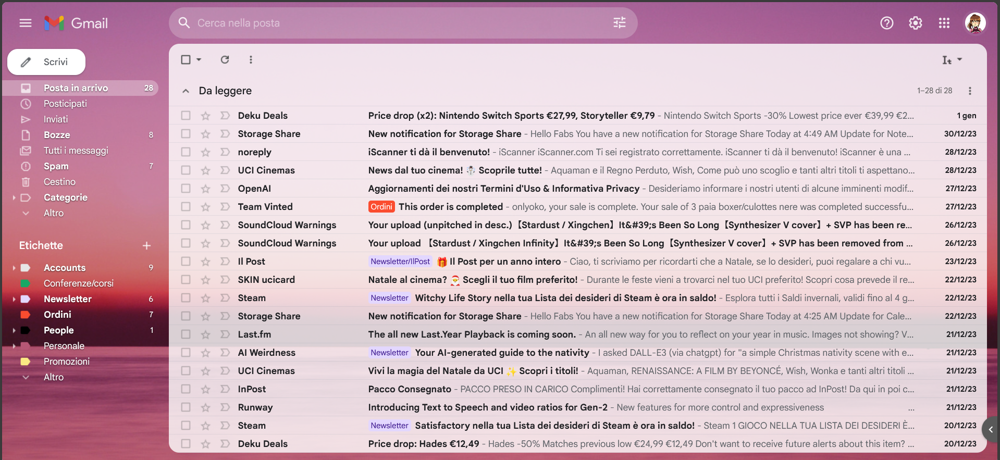 Gmail
Cerca nella posta
Scrivi
Posta in arrivo 28
Posticipati
Inviati
Bozze 8
Tutti i messaggi
Spam 7
Cestino
Categorie
Altro
Etichette
Accounts 9
Conferenze/corsi
Newsletter 6
Ordini 7
People 1
Personale
Promozioni
Altro
Da leggere 1–28 di 28
Deku Deals Price drop (x2): Nintendo Switch Sports €27,99, Storyteller €9,79 - Nintendo Switch Sports -30% Lowest price ever €39,99 €2... 1 gen
Storage Share New notification for Storage Share - Hello Fabs You have a new notification for Storage Share Today at 4:49 AM Update for Note... 30/12/23
noreply iScanner ti dà il benvenuto! - iScanner iScanner.com Ti sei registrato correttamente. iScanner ti dà il benvenuto! iScanner è una ... 28/12/23
UCI Cinemas News dal tuo cinema! ☃️ Scoprile tutte! - Aquaman e il Regno Perduto, Wish, Come può uno scoglio e tanti altri titoli ti aspettano... 28/12/23
OpenAI Aggiornamenti dei nostri Termini d'Uso & Informativa Privacy - Desideriamo informare i nostri utenti di alcune imminenti modif... 27/12/23
Team Vinted Ordini This order is completed - onlyoko, your sale is complete. Your sale of 3 paia boxer/culottes nere was completed successfu... 27/12/23
SoundCloud Warnings Your upload (unpitched in desc.)【Stardust / Xingchen】It&#39;s Been So Long【Synthesizer V cover】+ SVP has been re... 26/12/23
SoundCloud Warnings Your upload 【Stardust / Xingchen Infinity】It&#39;s Been So Long【Synthesizer V cover】+ SVP has been removed from ... 26/12/23
Il Post Newsletter/IlPost 🎁 Il Post per un anno intero - Ciao, ti scriviamo per ricordarti che a Natale, se lo desideri, puoi regalare a chi vu... 23/12/23
SKIN ucicard Natale al cinema? 🎅 Scegli il tuo film preferito! - Durante le feste vieni a trovarci nel tuo UCI preferito! Scopri cosa prevede il re... 22/12/23
Steam Newsletter Witchy Life Story nella tua Lista dei desideri di Steam è ora in saldo! - Esplora tutti i Saldi invernali, validi fino al 4 g... 22/12/23
Storage Share New notification for Storage Share - Hello Fabs You have a new notification for Storage Share Today at 4:25 AM Update for Cale... 22/12/23
Last.fm The all new Last.Year Playback is coming soon. - An all new way for you to reflect on your year in music. Images not showing? V... 21/12/23
AI Weirdness Newsletter Your AI-generated guide to the nativity - I asked DALL-E3 (via chatgpt) for "a simple Christmas nativity scene with e... 21/12/23
UCI Cinemas Vivi la magia del Natale da UCI ✨ Scopri i titoli! - Aquaman, RENAISSANCE: A FILM BY BEYONCÉ, Wish, Wonka e tanti altri titoli ... 21/12/23
InPost Pacco Consegnato - PACCO PRESO IN CARICO Complimenti! Hai correttamente consegnato il tuo pacco ad InPost! Da qui in poi c... 21/12/23
Runway Introducing Text to Speech and video ratios for Gen-2 - New features for more control and expressiveness ... 21/12/23
Steam Newsletter Satisfactory nella tua Lista dei desideri di Steam è ora in saldo! - Steam 1 GIOCO NELLA TUA LISTA DEI DESIDERI È... 20/12/23
Deku Deals Price drop: Hades €12,49 - Hades -50% Matches previous low €24,99 €12,49 Don't want to receive future alerts about this item? ... 20/12/23